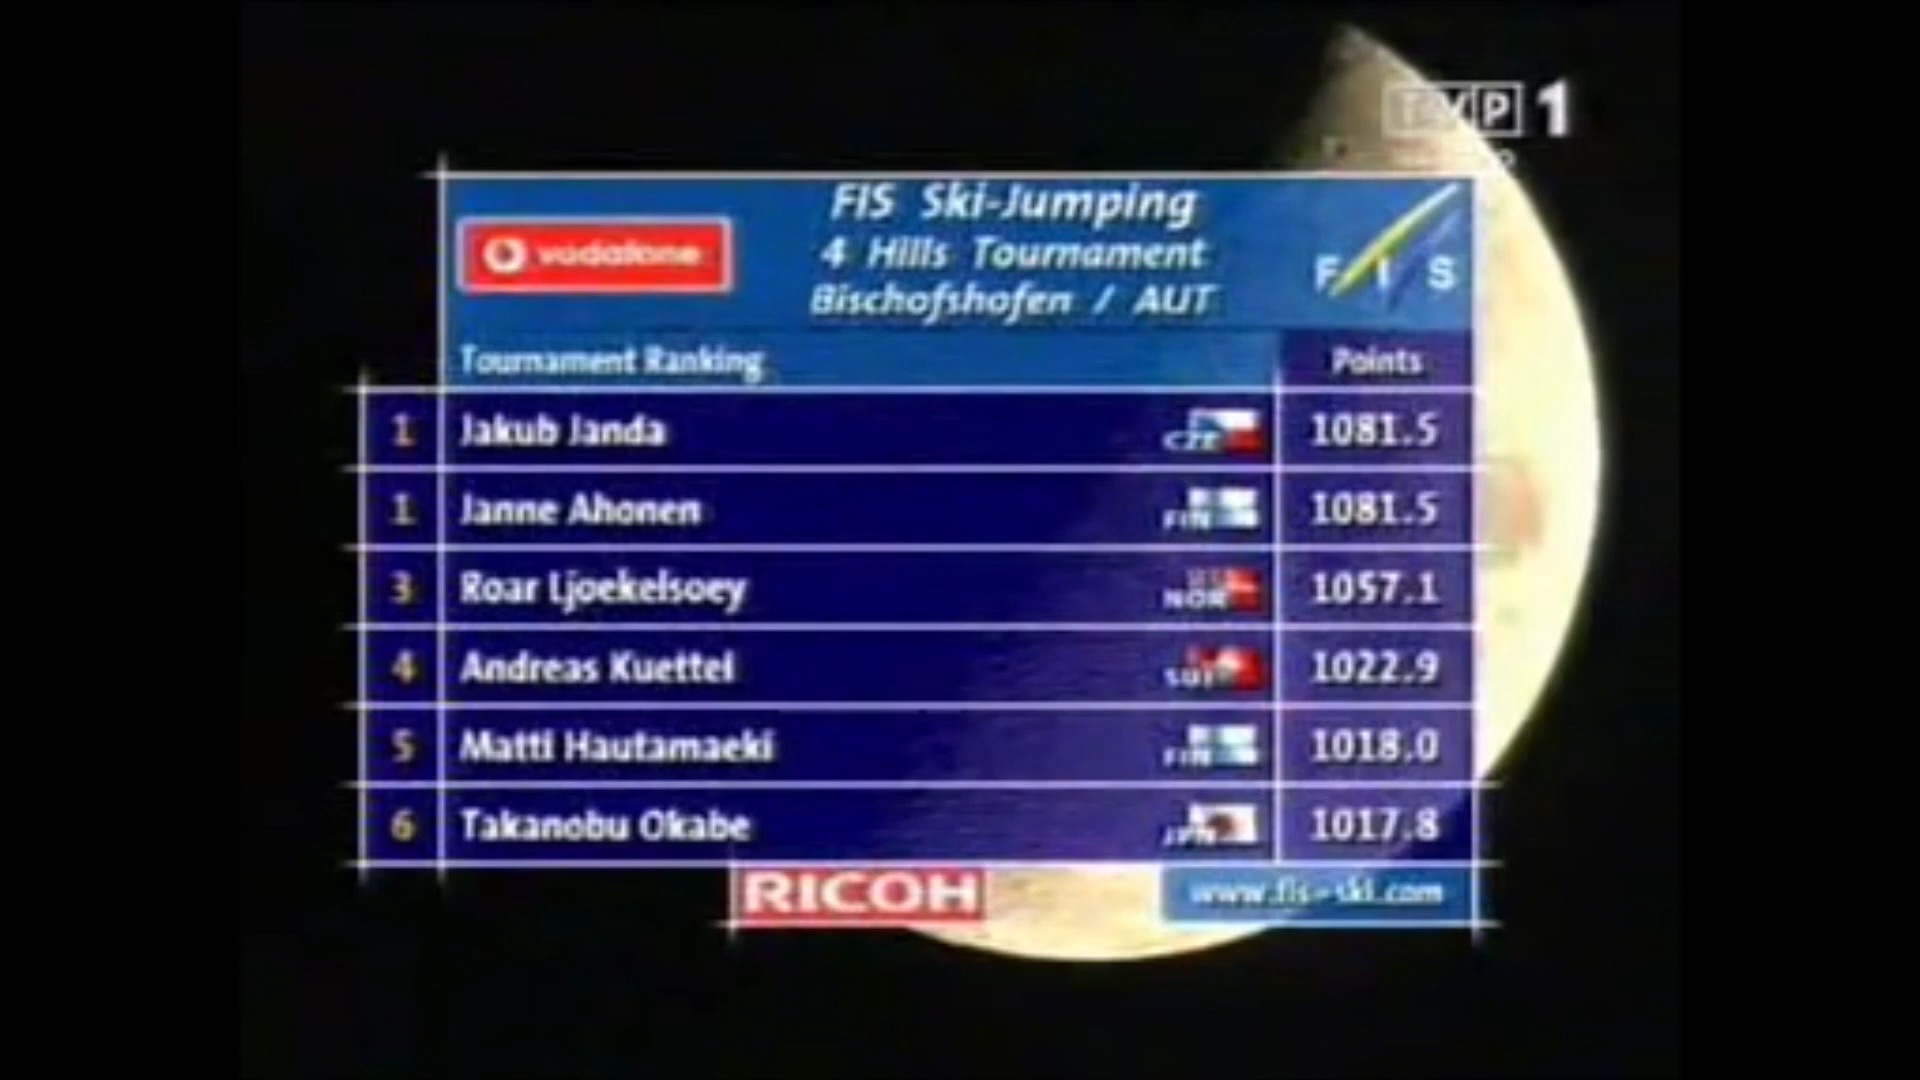 TVP 1
FIS Ski-Jumping
vodafone
4 Hills Tournament
Bischofshofen / AUT
F I S
Tournament Ranking Points
1 Jakub Janda CZE 1081.5
1 Janne Ahonen FIN 1081.5
3 Roar Ljoekelsoey NOR 1057.1
4 Andreas Kuettel SUI 1022.9
5 Matti Hautamaeki FIN 1018.0
6 Takanobu Okabe JPN 1017.8
RICOH www.fis-ski.com